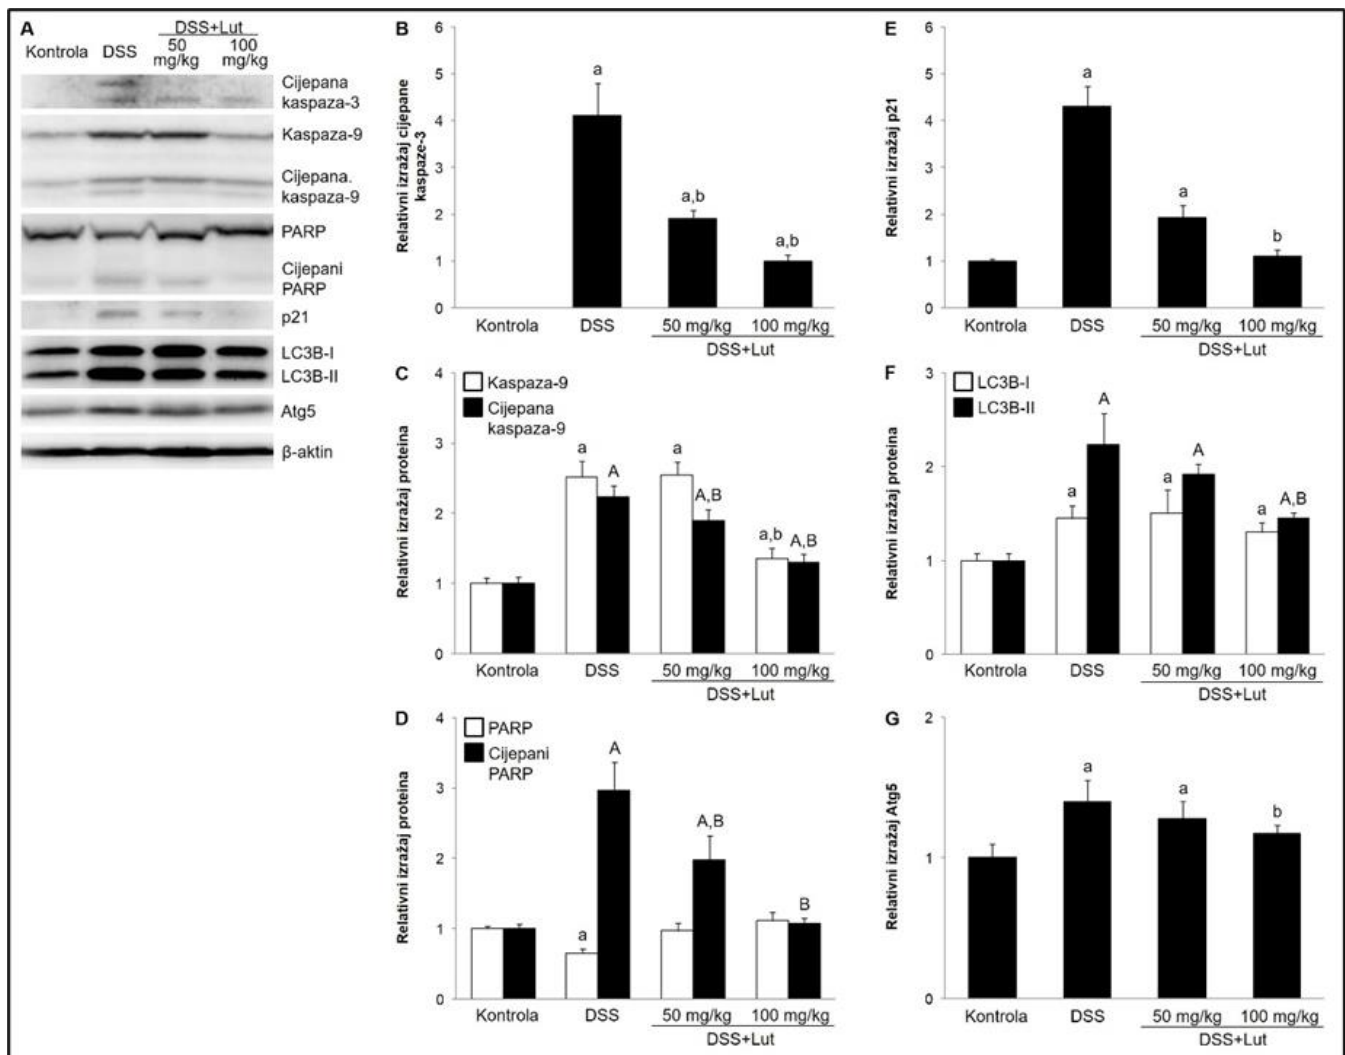 A
DSS+Lut
Kontrola DSS 50 mg/kg 100 mg/kg
Cijepana
kaspaza-3
Kaspaza-9
Cijepana.
kaspaza-9
PARP
Cijepani
PARP
p21
LC3B-I
LC3B-II
Atg5
β-aktin
B
Relativni izražaj cijepane
kaspaze-3
6
5
4
3
2
1
0
a
a,b
a,b
Kontrola DSS 50 mg/kg 100 mg/kg
DSS+Lut
C
Kaspaza-9
Cijepana
kaspaza-9
Relativni izražaj proteina
4
3
2
1
0
a
A
a
A,B
a,b
A,B
Kontrola DSS 50 mg/kg 100 mg/kg
DSS+Lut
D
PARP
Cijepani
PARP
Relativni izražaj proteina
4
3
2
1
0
a
A
A,B
B
Kontrola DSS 50 mg/kg 100 mg/kg
DSS+Lut
E
Relativni izražaj p21
6
5
4
3
2
1
0
a
a
b
Kontrola DSS 50 mg/kg 100 mg/kg
DSS+Lut
F
LC3B-I
LC3B-II
Relativni izražaj proteina
3
2
1
0
a
A
a
A
a
A,B
Kontrola DSS 50 mg/kg 100 mg/kg
DSS+Lut
G
Relativni izražaj Atg5
2
1
0
a
a
b
Kontrola DSS 50 mg/kg 100 mg/kg
DSS+Lut